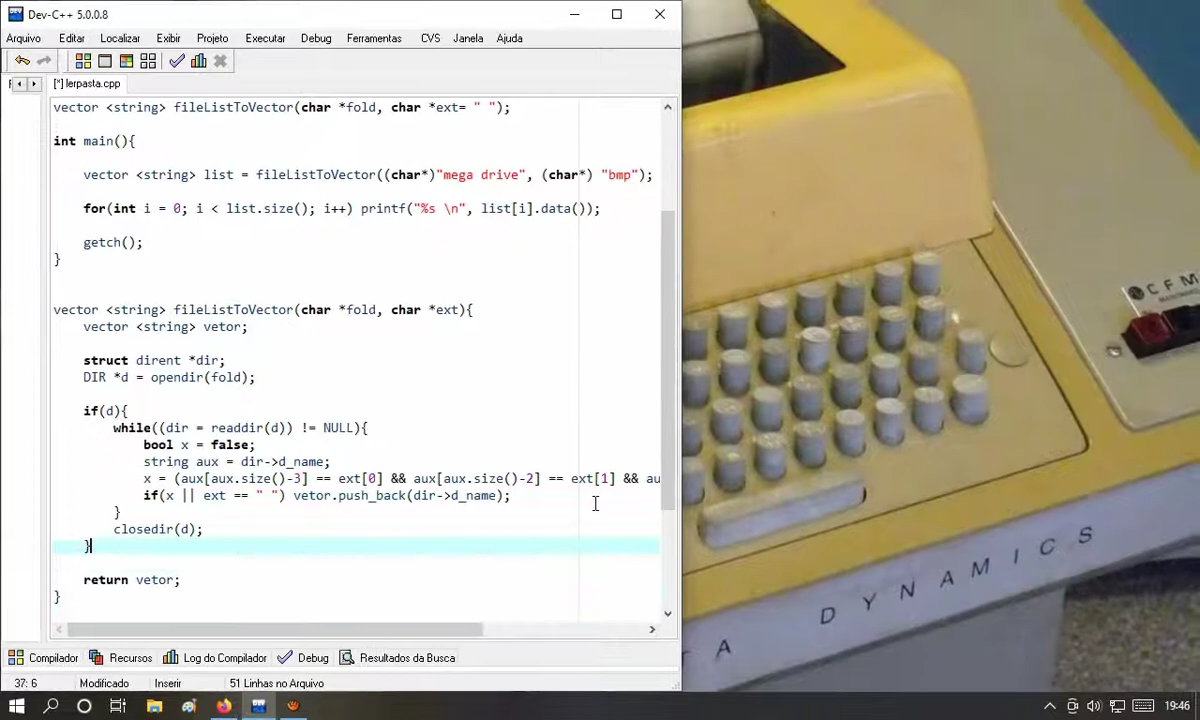 Dev-C++ 5.0.0.8
Arquivo Editar Localizar Exibir Projeto Executar Debug Ferramentas CVS Janela Ajuda
[*] lerpasta.cpp
vector <string> fileListToVector(char *fold, char *ext= " ");
int main(){
vector <string> list = fileListToVector((char*)"mega drive", (char*) "bmp");
for(int i = 0; i < list.size(); i++) printf("%s \n", list[i].data());
getch();
}
vector <string> fileListToVector(char *fold, char *ext){
vector <string> vetor;
struct dirent *dir;
DIR *d = opendir(fold);
if(d){
while((dir = readdir(d)) != NULL){
bool x = false;
string aux = dir->d_name;
x = (aux[aux.size()-3] == ext[0] && aux[aux.size()-2] == ext[1] && au
if(x || ext == " ") vetor.push_back(dir->d_name);
}
closedir(d);
}
return vetor;
}
Compilador Recursos Log do Compilador Debug Resultados da Busca
37: 6 Modificado Inserir 51 Linhas no Arquivo
19:46
C F M
A DYNAMICS